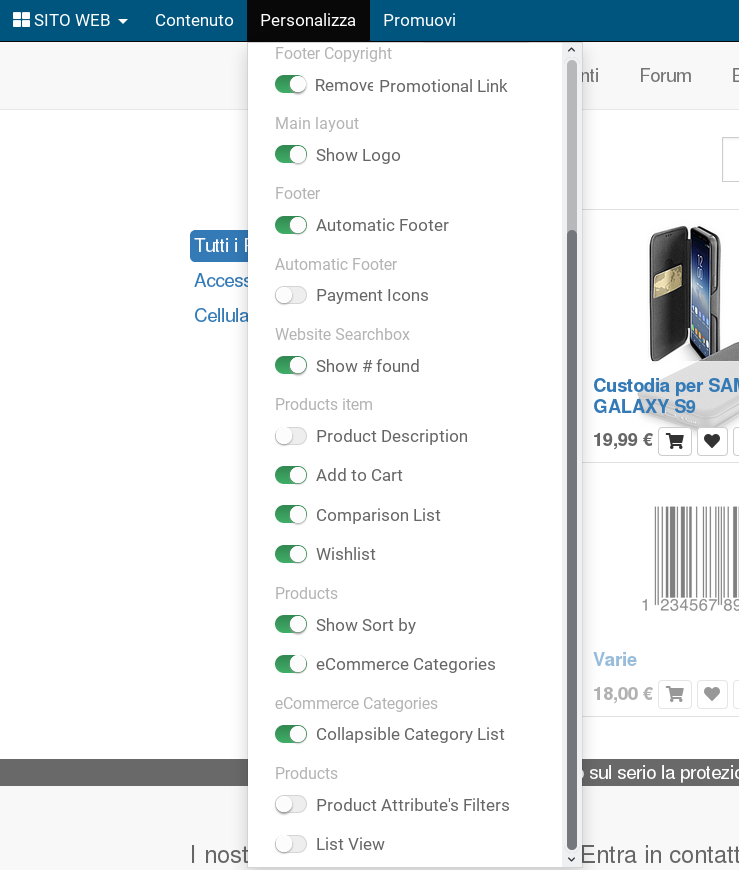 SITO WEB Contenuto Personalizza Promuovi
Footer Copyright
Remove Promotional Link
nti Forum
Main layout
Show Logo
Footer
Automatic Footer
Tutti i
Automatic Footer
Access
Payment Icons
Cellula
Website Searchbox
Show # found
Custodia per SAM
GALAXY S9
Products item
Product Description
19,99 €
Add to Cart
Comparison List
Wishlist
Products
1 234567 89
Show Sort by
eCommerce Categories
Varie
18,00 €
eCommerce Categories
Collapsible Category List
Products
o sul serio la protezio
Product Attribute's Filters
List View
I nost
Entra in contatt